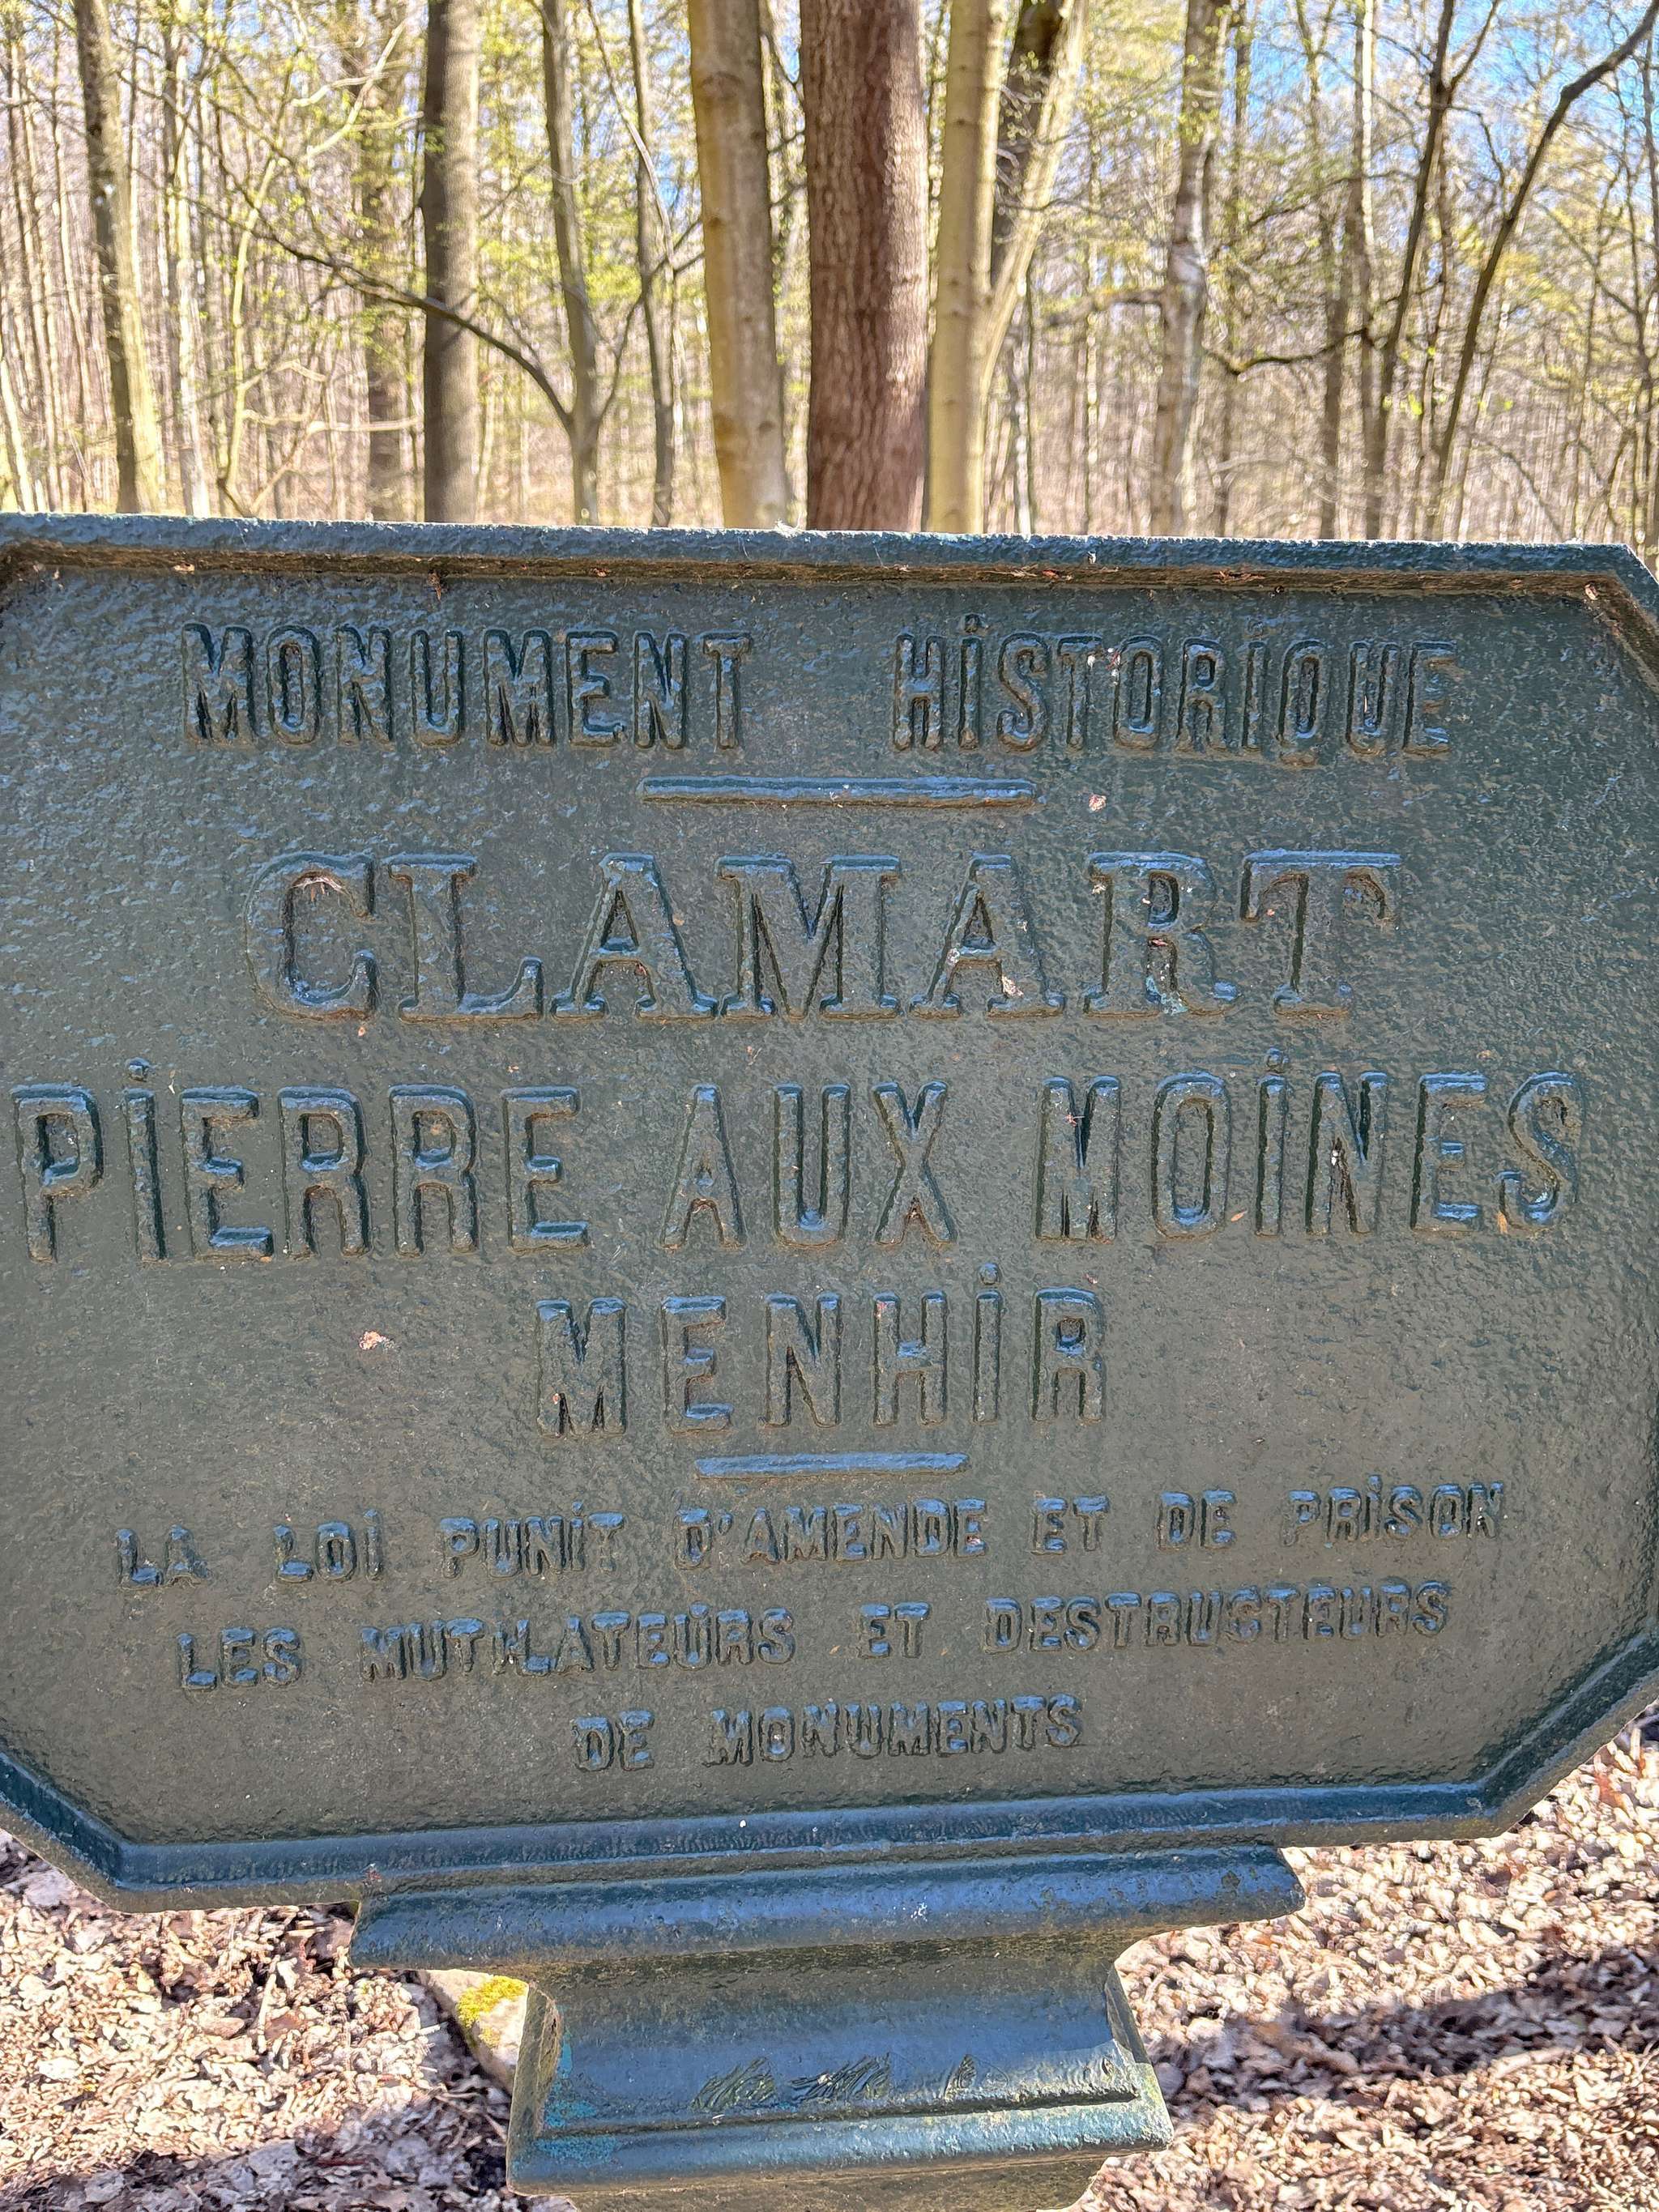 MONUMENT HiSTORIQUE
CLAMART
PiERRE AUX MOiNES
MENHiR
LA LOi PUNiT D'AMENDE ET DE PRiSON
LES MUTiLATEURS ET DESTRUCTEURS
DE MONUMENTS